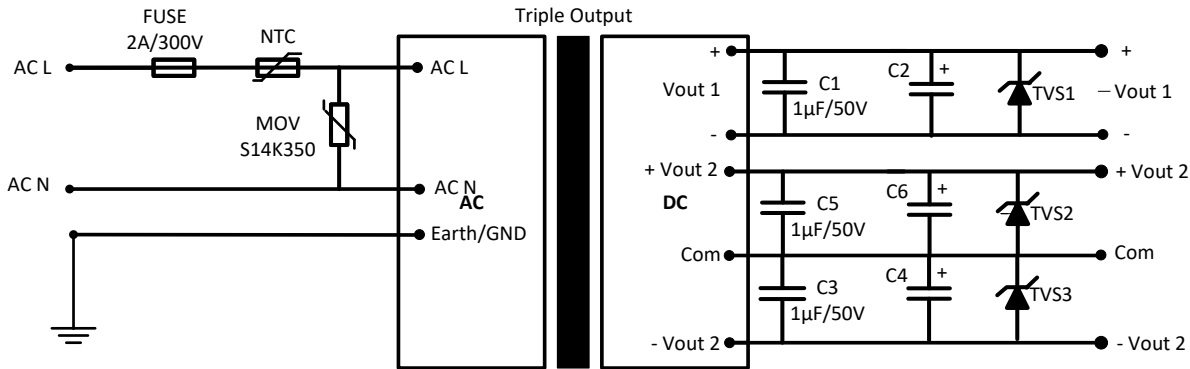 Triple Output
FUSE
2A/300V
NTC
AC L
AC L
MOV
S14K350
AC N
AC N
AC
Earth/GND
DC
+
Vout 1
-
+ Vout 2
Com
- Vout 2
C1
1µF/50V
C2
+
TVS1
+
Vout 1
-
C5
1µF/50V
C6
+
TVS2
+ Vout 2
Com
C3
1µF/50V
C4
+
TVS3
- Vout 2